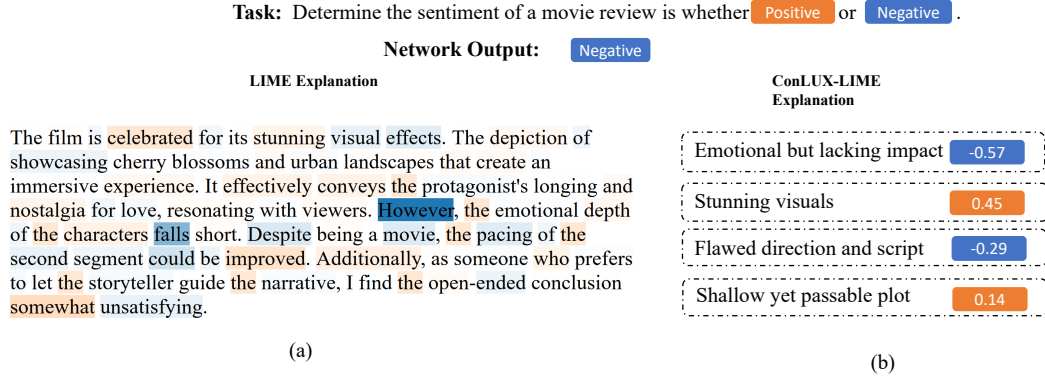 Task: Determine the sentiment of a movie review is whether Positive or Negative .
Network Output: Negative
LIME Explanation
The film is celebrated for its stunning visual effects. The depiction of
showcasing cherry blossoms and urban landscapes that create an
immersive experience. It effectively conveys the protagonist's longing and
nostalgia for love, resonating with viewers. However, the emotional depth
of the characters falls short. Despite being a movie, the pacing of the
second segment could be improved. Additionally, as someone who prefers
to let the storyteller guide the narrative, I find the open-ended conclusion
somewhat unsatisfying.
(a)
ConLUX-LIME
Explanation
Emotional but lacking impact -0.57
Stunning visuals 0.45
Flawed direction and script -0.29
Shallow yet passable plot 0.14
(b)